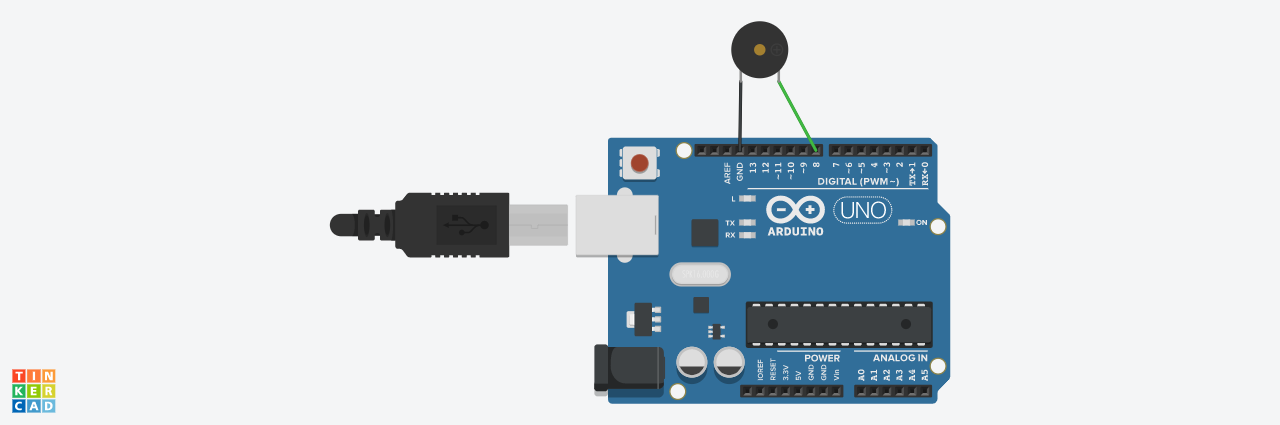 AREF
GND
13
12
~11
~10
~9
8
7
~6
~5
4
~3
2
TX→1
RX←0
DIGITAL (PWM~)
L
TX
RX
UNO
ON
ARDUINO
POWER
ANALOG IN
IOREF
RESET
3.3V
5V
GND
GND
Vin
A0
A1
A2
A3
A4
A5
TIN
KER
CAD